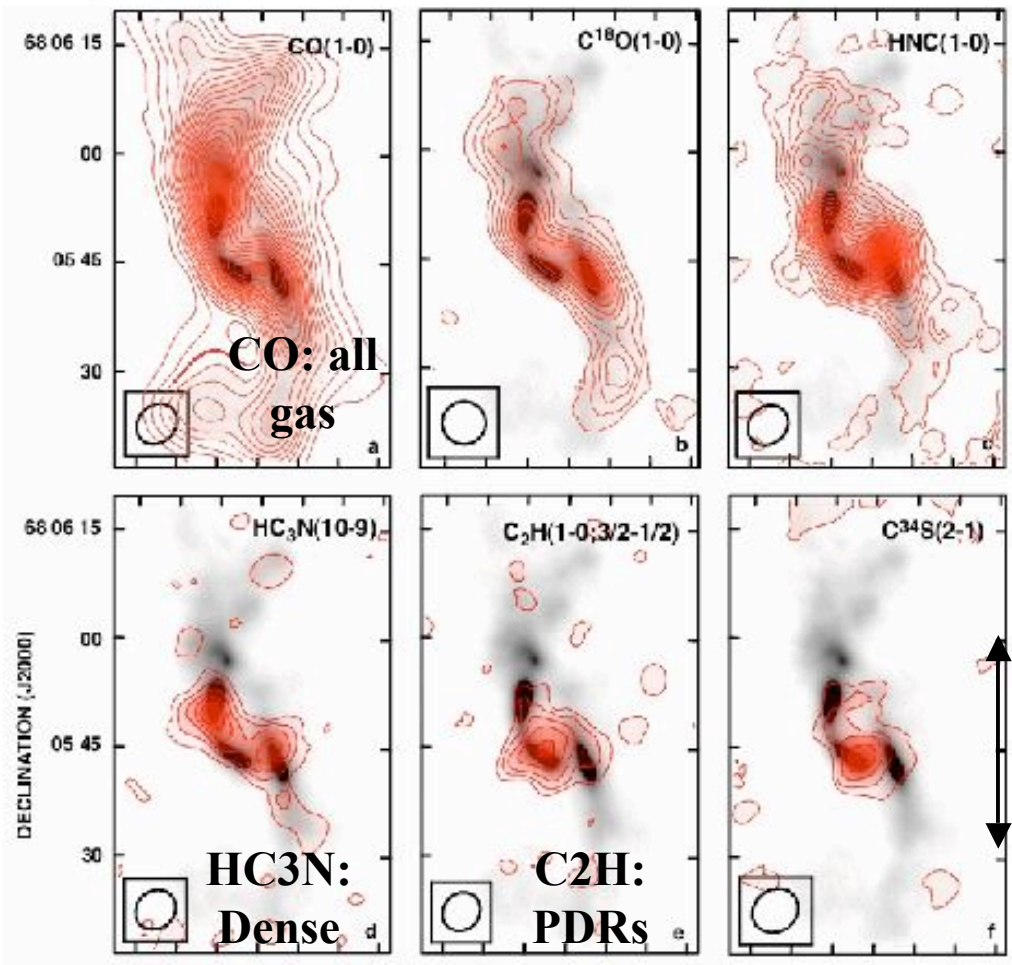 68 06 15
CO(1-0)
C18O(1-0)
HNC(1-0)
00
05 45
30
CO: all
gas
a
b
c
68 06 15
HC3N(10-9)
C2H(1-0;3/2-1/2)
C34S(2-1)
00
DECLINATION (J2000)
05 45
30
HC3N:
Dense
d
C2H:
PDRs
e
f